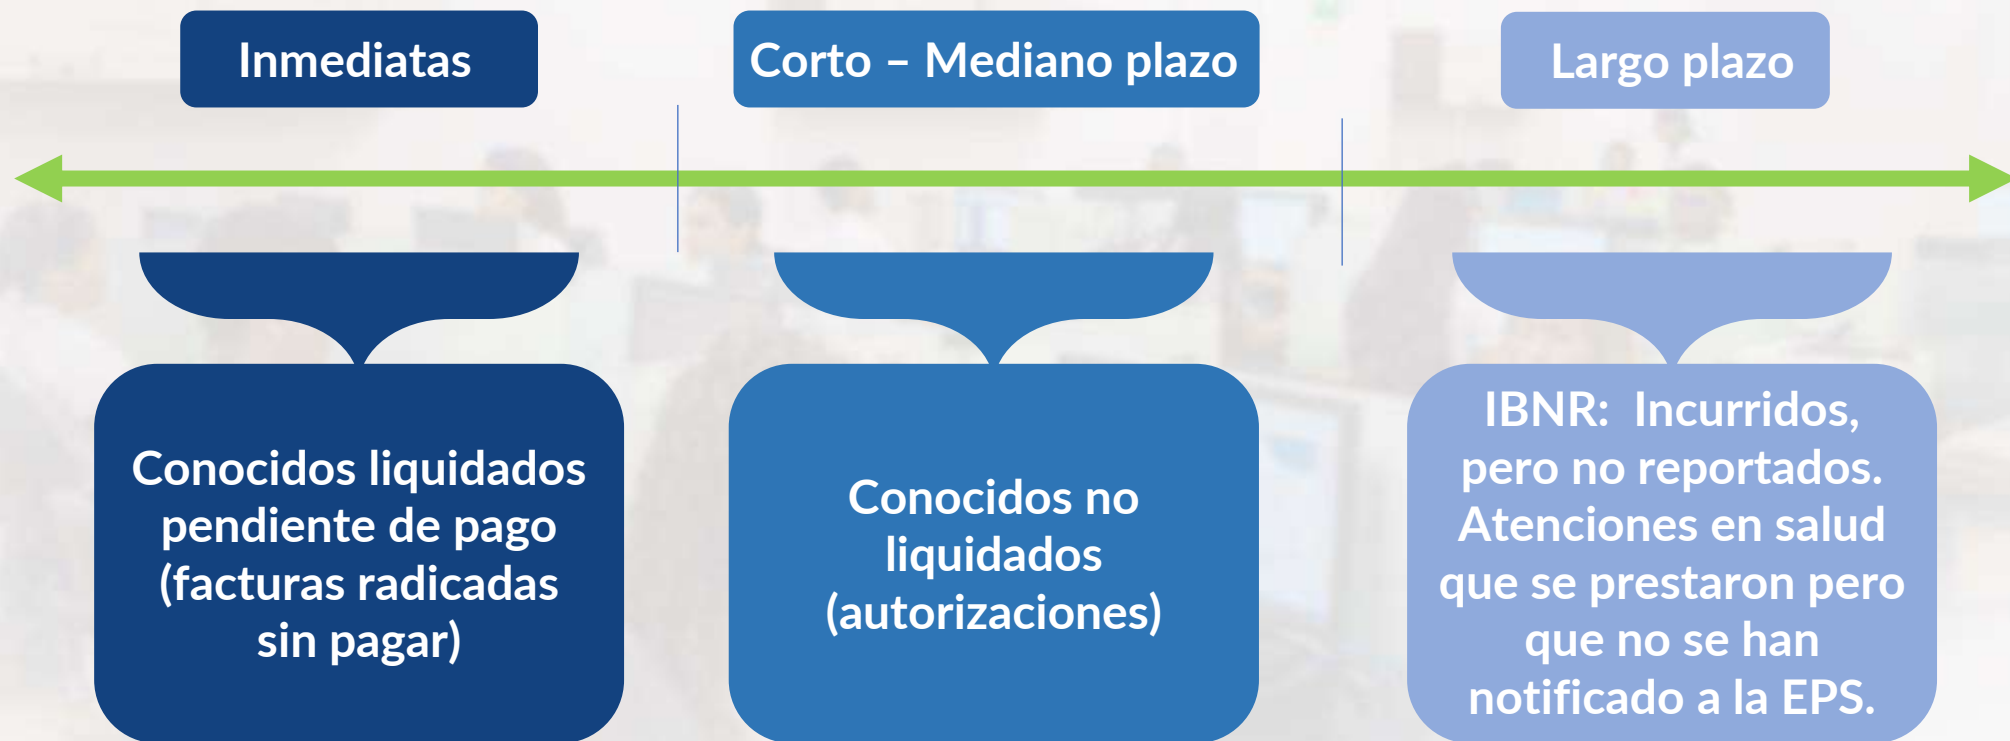 Inmediatas
Corto – Mediano plazo
Largo plazo
Conocidos liquidados
pendiente de pago
(facturas radicadas
sin pagar)
Conocidos no
liquidados
(autorizaciones)
IBNR: Incurridos,
pero no reportados.
Atenciones en salud
que se prestaron pero
que no se han
notificado a la EPS.